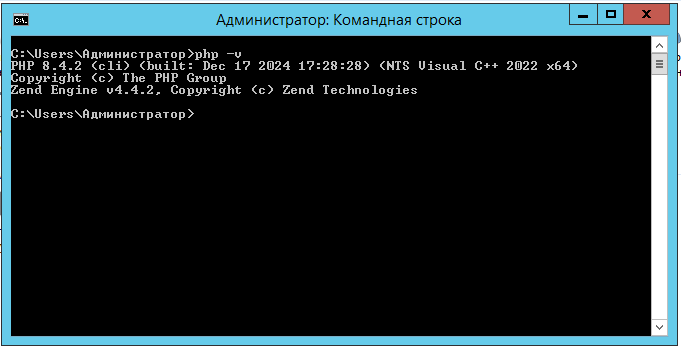 Администратор: Командная строка
C:\Users\Администратор>php -v
PHP 8.4.2 (cli) (built: Dec 17 2024 17:28:28) (NTS Visual C++ 2022 x64)
Copyright (c) The PHP Group
Zend Engine v4.4.2, Copyright (c) Zend Technologies
C:\Users\Администратор>